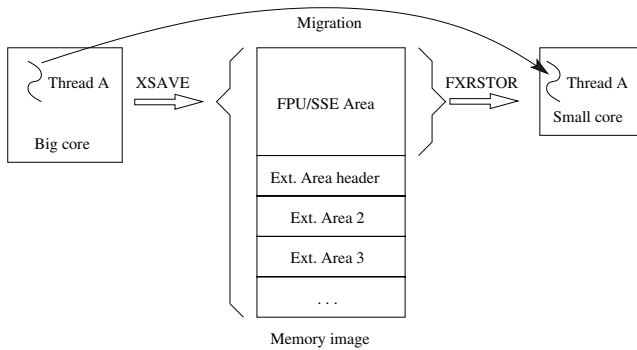 Migration
Thread A
Big core
XSAVE
FPU/SSE Area
Ext. Area header
Ext. Area 2
Ext. Area 3
. . .
Memory image
FXRSTOR
Thread A
Small core